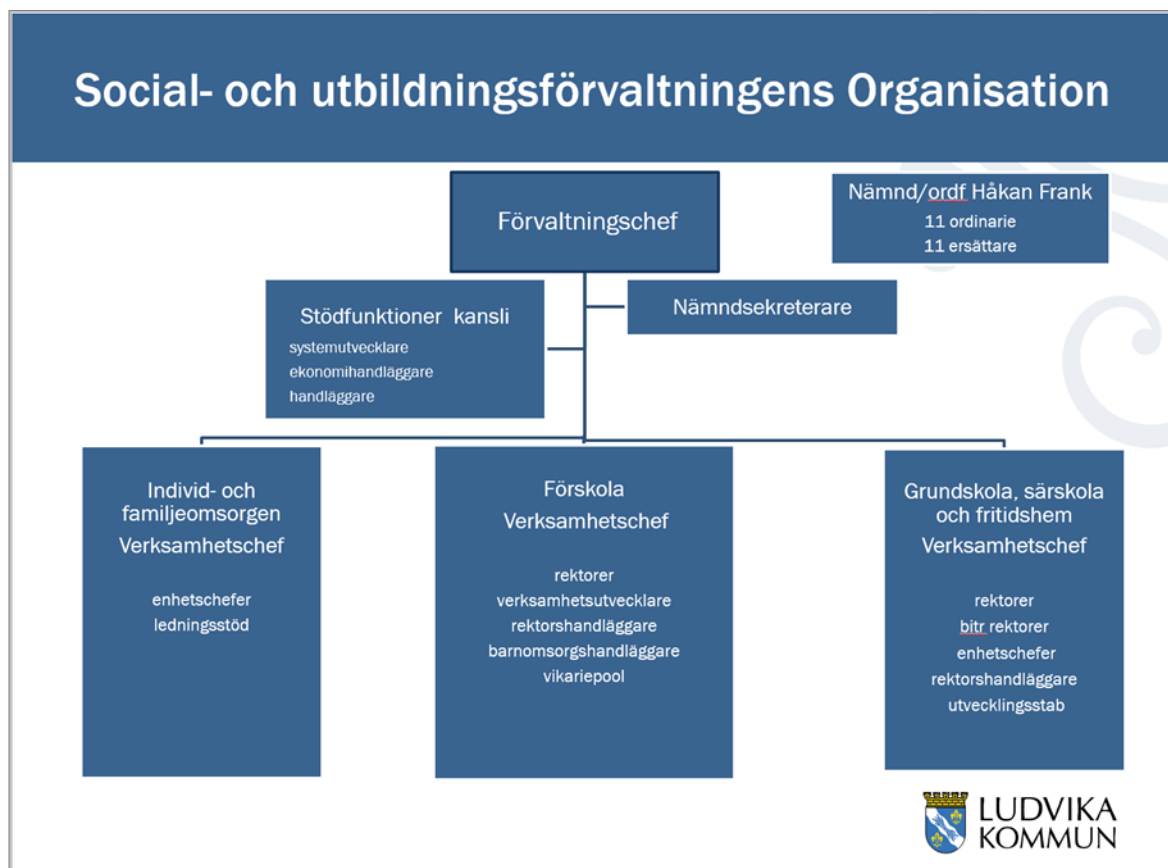 Social- och utbildningsförvaltningens Organisation
Förvaltningschef
Nämnd/ordf Håkan Frank
11 ordinarie
11 ersättare
Stödfunktioner kansli
systemutvecklare
ekonomihandläggare
handläggare
Nämndsekreterare
Individ- och
familjeomsorgen
Verksamhetschef
enhetschefer
ledningsstöd
Förskola
Verksamhetschef
rektorer
verksamhetsutvecklare
rektorshandläggare
barnomsorgshandläggare
vikariepool
Grundskola, särskola
och fritidshem
Verksamhetschef
rektorer
bitr rektorer
enhetschefer
rektorshandläggare
utvecklingsstab
LUDVIKA
KOMMUN